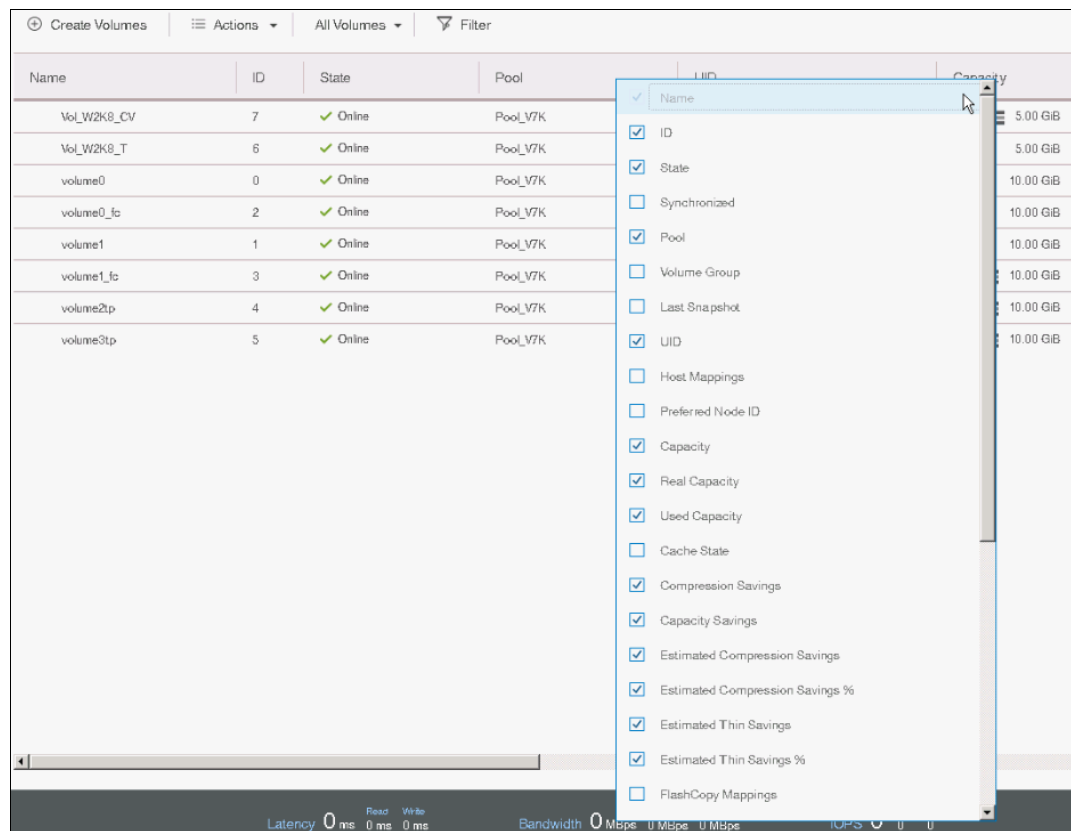 Create Volumes Actions All Volumes Filter
Name ID State Pool UID Capacity
Vol_W2K8_CV 7 Online Pool_V7K 5.00 GiB
Vol_W2K8_T 6 Online Pool_V7K 5.00 GiB
volume0 0 Online Pool_V7K 10.00 GiB
volume0_fc 2 Online Pool_V7K 10.00 GiB
volume1 1 Online Pool_V7K 10.00 GiB
volume1_fc 3 Online Pool_V7K 10.00 GiB
volume2tp 4 Online Pool_V7K 10.00 GiB
volume3tp 5 Online Pool_V7K 10.00 GiB
Name
ID
State
Synchronized
Pool
Volume Group
Last Snapshot
UID
Host Mappings
Preferred Node ID
Capacity
Real Capacity
Used Capacity
Cache State
Compression Savings
Capacity Savings
Estimated Compression Savings
Estimated Compression Savings %
Estimated Thin Savings
Estimated Thin Savings %
FlashCopy Mappings
Read Write
Latency 0 ms 0 ms 0 ms Bandwidth 0 MBps 0 MBps 0 MBps IOPS 0 0 0